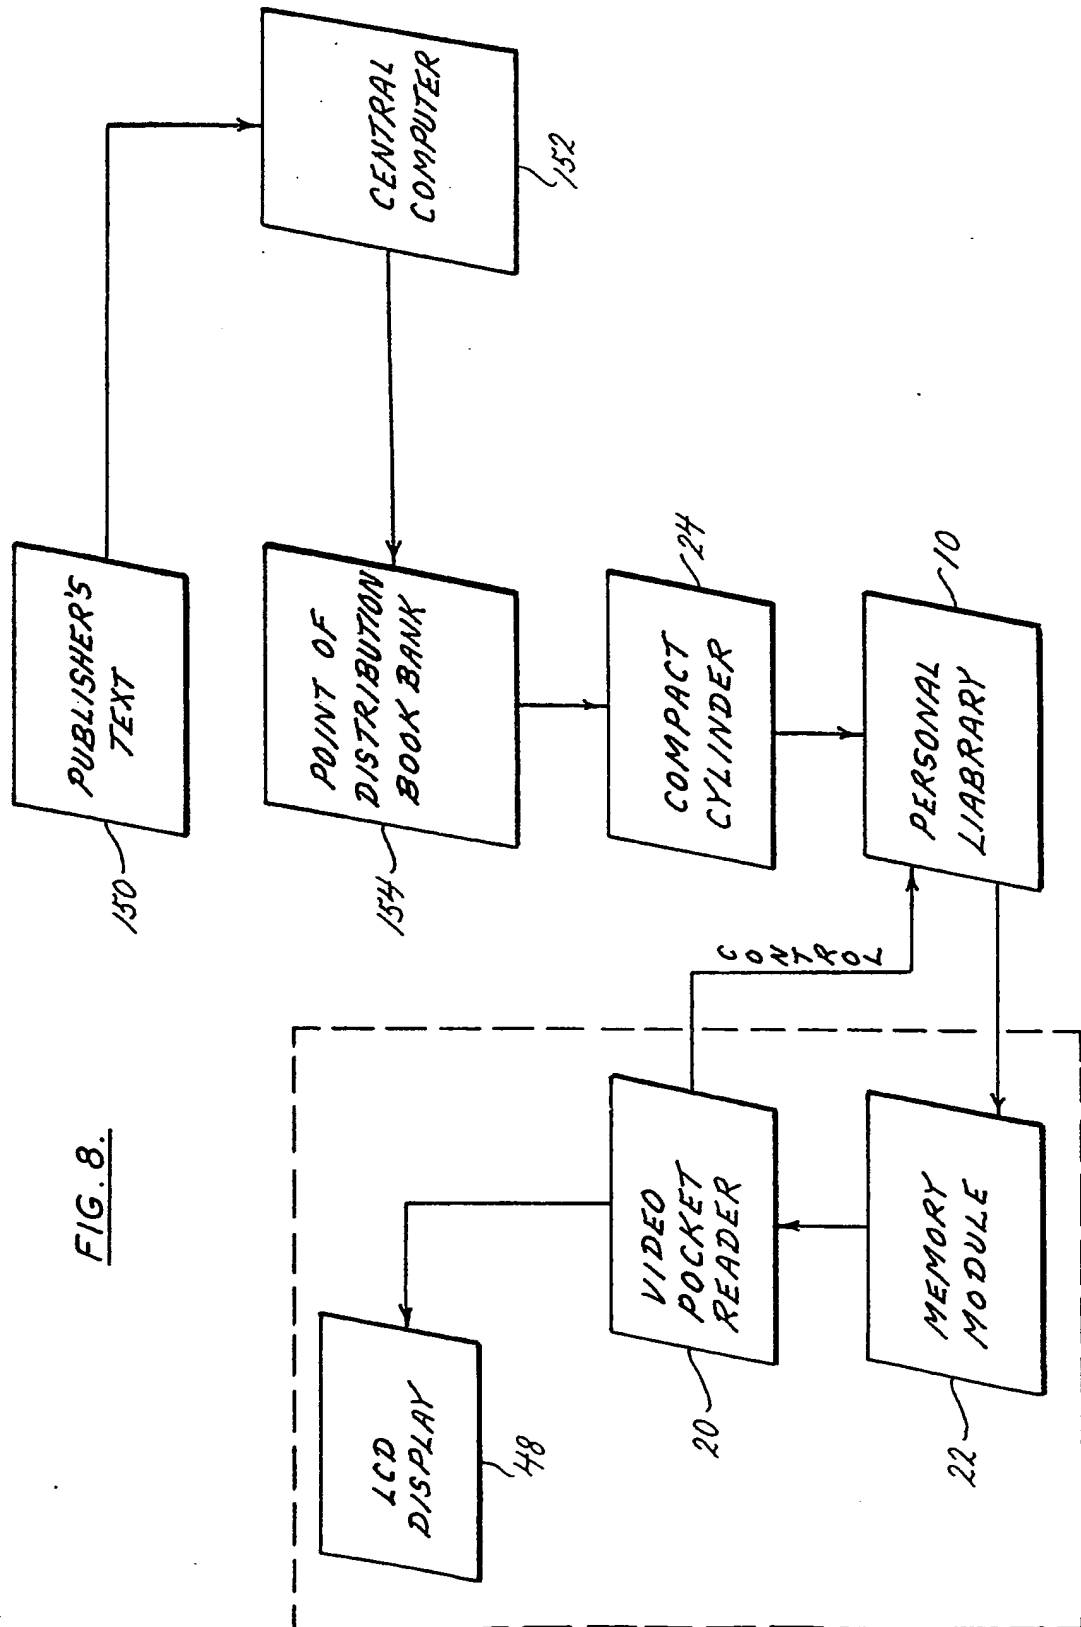 FIG. 8.
PUBLISHER'S
TEXT
150
CENTRAL
COMPUTER
152
POINT OF
DISTRIBUTION
BOOK BANK
154
COMPACT
CYLINDER
24
PERSONAL
LIABRARY
10
CONTROL
LCD
DISPLAY
48
VIDEO
POCKET
READER
20
MEMORY
MODULE
22